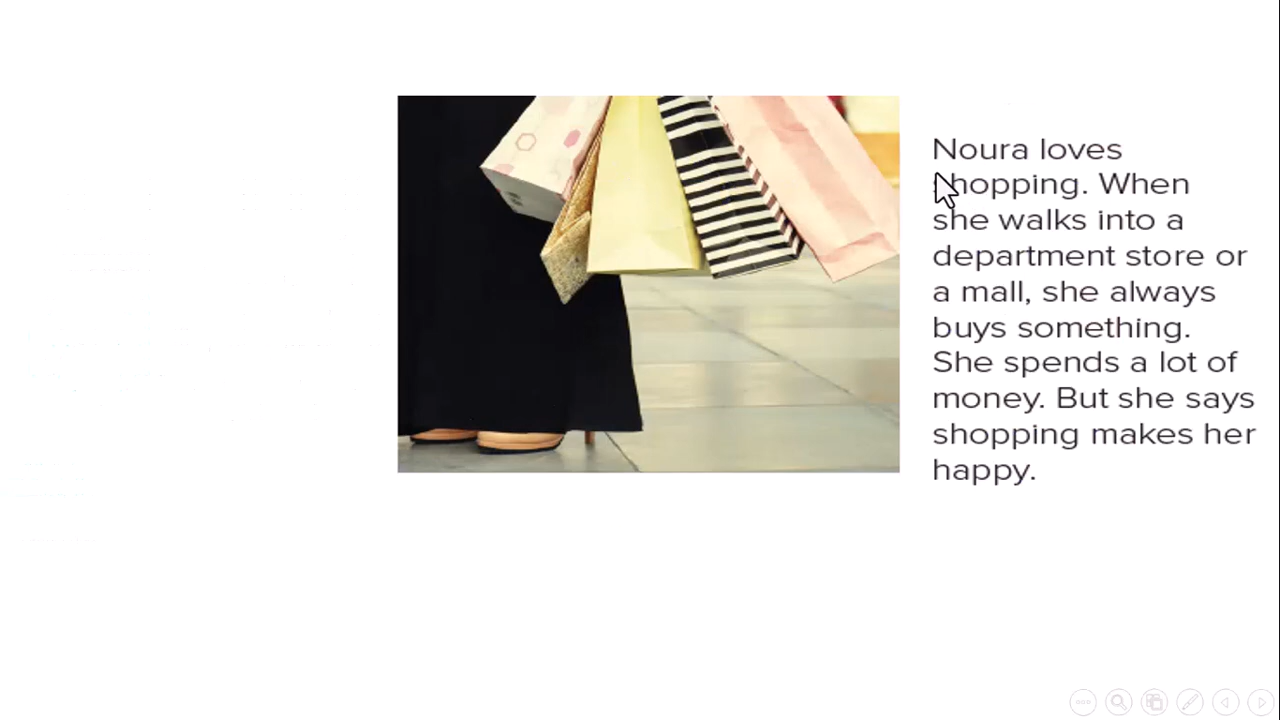 Noura loves
shopping. When
she walks into a
department store or
a mall, she always
buys something.
She spends a lot of
money. But she says
shopping makes her
happy.